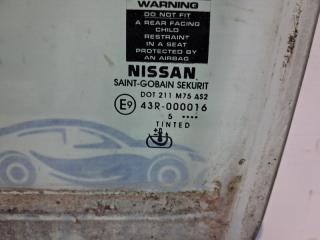 WARNING
DO NOT FIT
A REAR FACING
CHILD
RESTRAINT
IN A SEAT
PROTECTED BY
AN AIRBAG
NISSAN
SAINT-GOBAIN SEKURIT
DOT 211 M75 AS2
E9 43R-000016
5 ....
TINTED